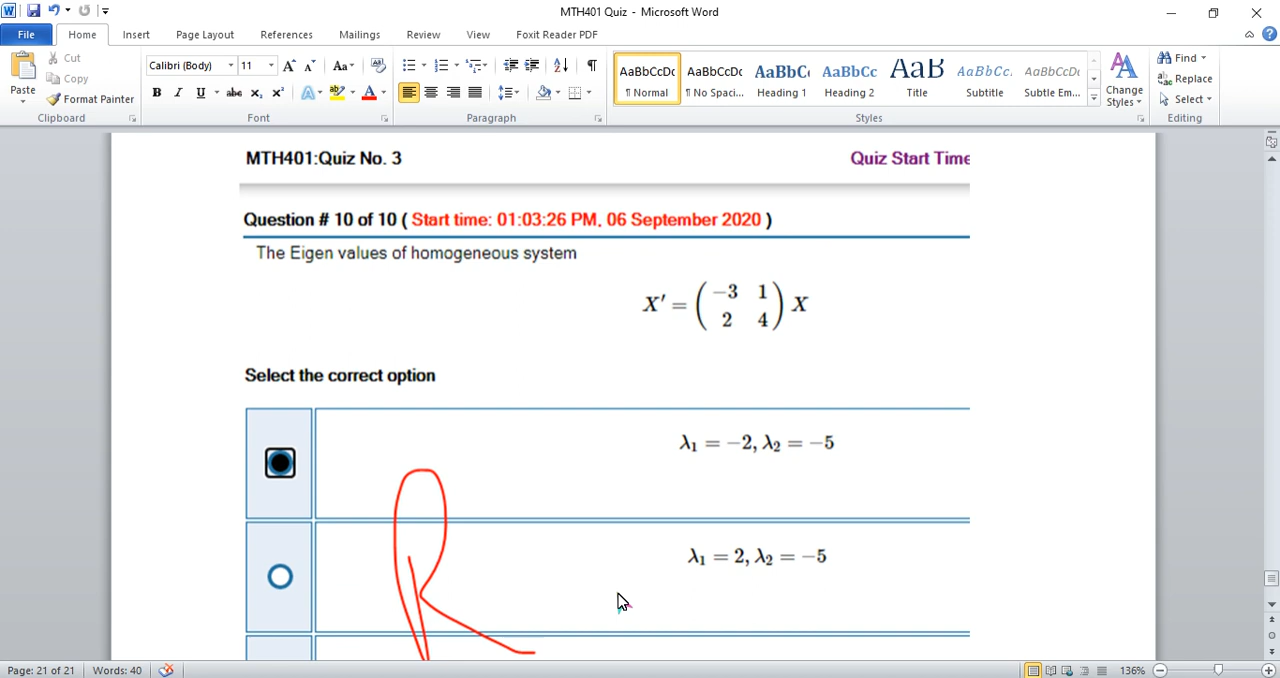 MTH401 Quiz - Microsoft Word
File Home Insert Page Layout References Mailings Review View Foxit Reader PDF
Paste
Cut
Copy
Format Painter
Calibri (Body) 11
AaBbCcDc ¶ Normal
AaBbCcDc ¶ No Spaci...
AaBbCc Heading 1
AaBbCc Heading 2
AaB Title
AaBbCc. Subtitle
AaBbCcDc Subtle Em...
Change Styles
Find
Replace
Select
Clipboard Font Paragraph Styles Editing
MTH401:Quiz No. 3 Quiz Start Time
Question # 10 of 10 ( Start time: 01:03:26 PM, 06 September 2020 )
The Eigen values of homogeneous system
X′ = ( −3 1
2 4 ) X
Select the correct option
λ₁ = −2, λ₂ = −5
λ₁ = 2, λ₂ = −5
Page: 21 of 21 Words: 40 136%